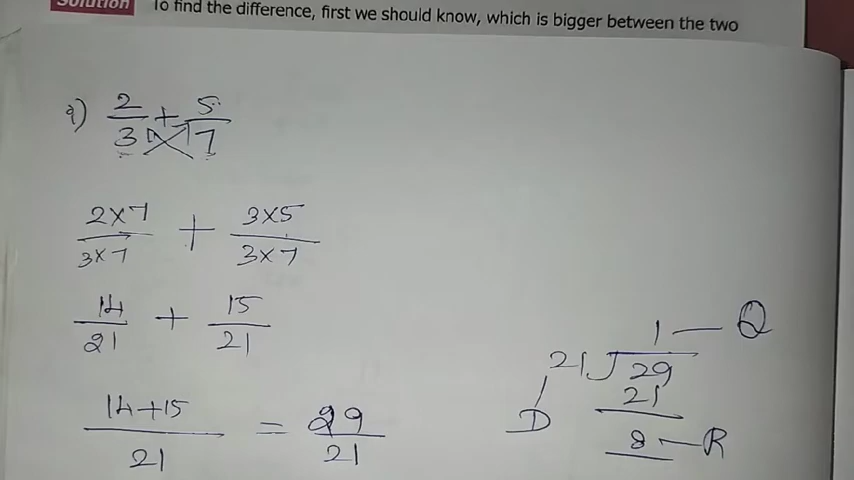 Solution To find the difference, first we should know, which is bigger between the two
a) 2/3 + 5/7
2×7/3×7 + 3×5/3×7
14/21 + 15/21
14+15/21 = 29/21
1 — Q
21 29
D 21
8 — R